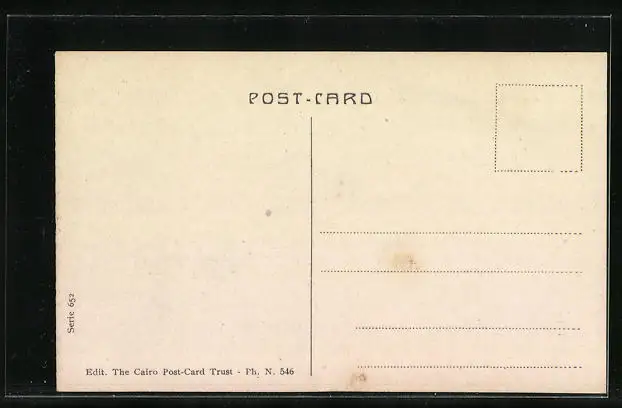 POST-CARD
Serie 652
Edit. The Cairo Post-Card Trust - Ph. N. 546